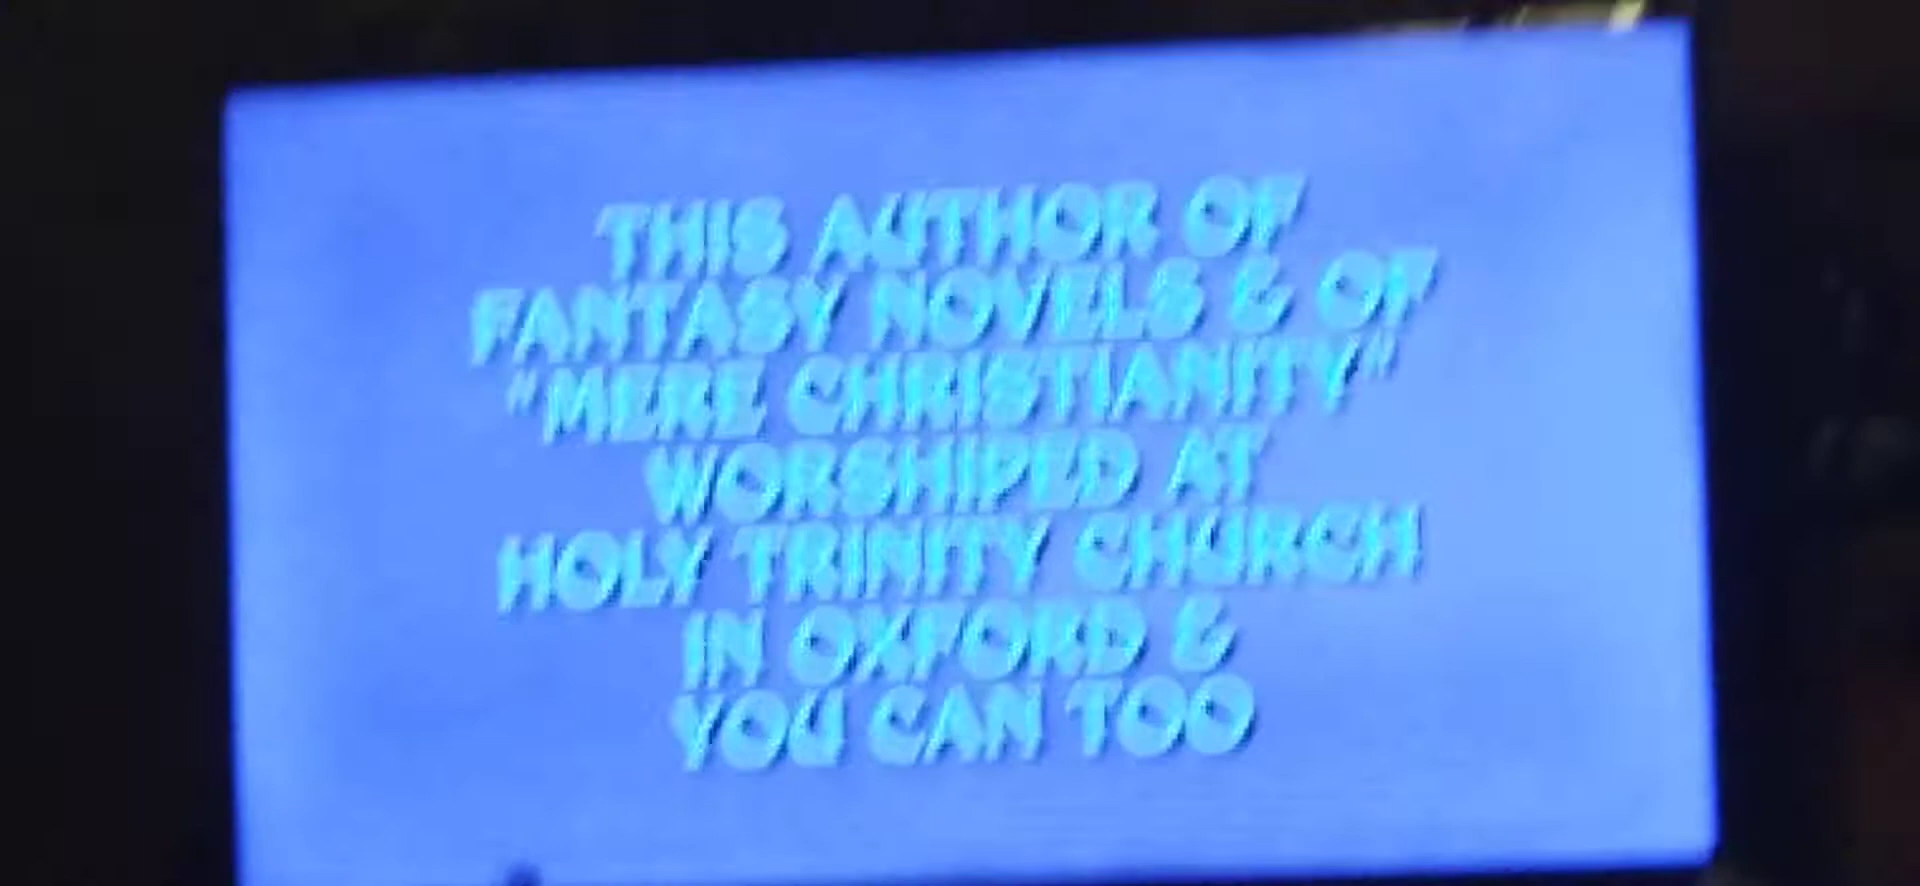 THIS AUTHOR OF
FANTASY NOVELS & OF
"MERE CHRISTIANITY"
WORSHIPED AT
HOLY TRINITY CHURCH
IN OXFORD &
YOU CAN TOO